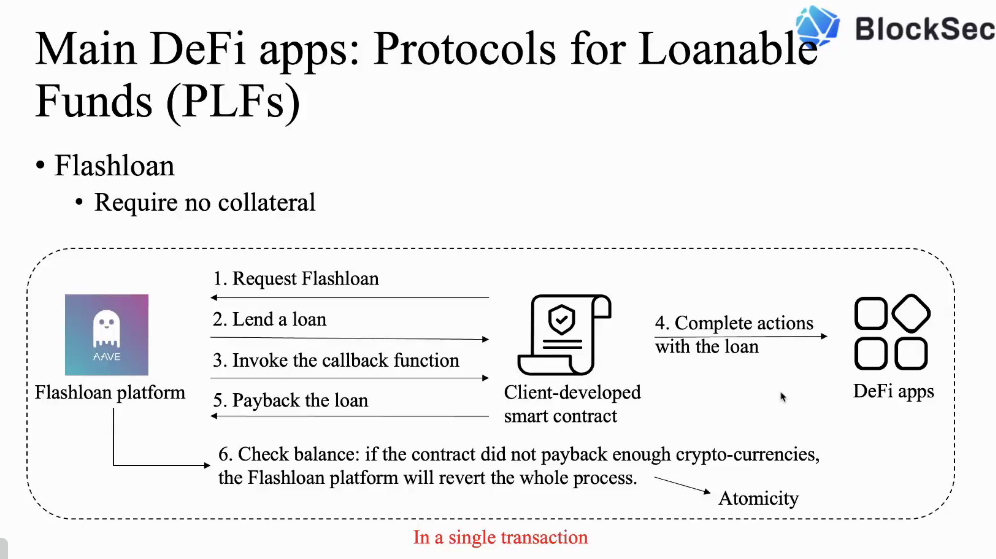 BlockSec
Main DeFi apps: Protocols for Loanable
Funds (PLFs)
• Flashloan
• Require no collateral
1. Request Flashloan
2. Lend a loan
3. Invoke the callback function
5. Payback the loan
4. Complete actions
with the loan
AAVE
Flashloan platform
Client-developed
smart contract
DeFi apps
6. Check balance: if the contract did not payback enough crypto-currencies,
the Flashloan platform will revert the whole process.
Atomicity
In a single transaction